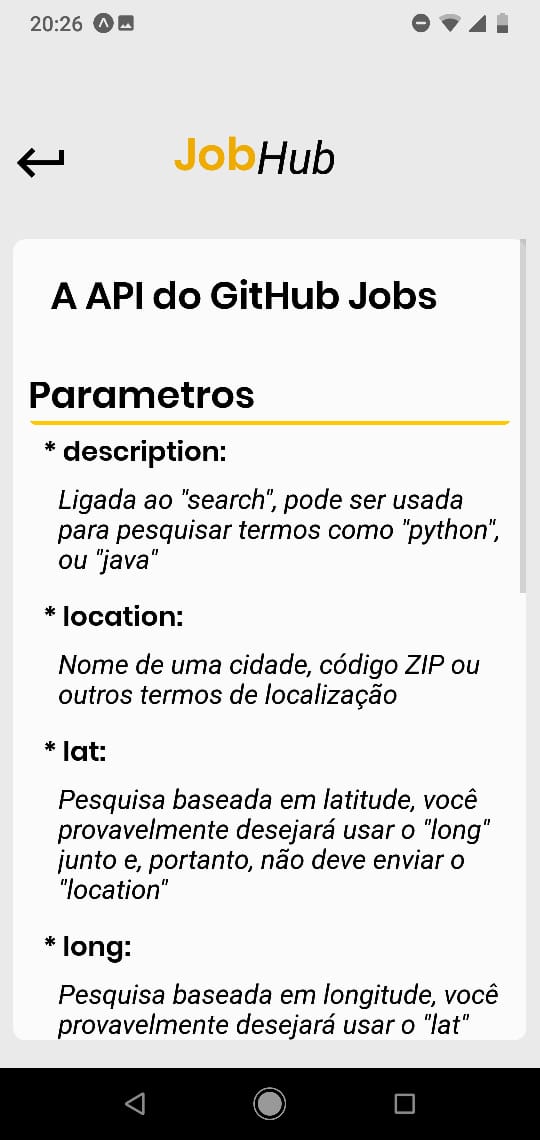 20:26
JobHub
A API do GitHub Jobs
Parametros
* description:
Ligada ao "search", pode ser usada
para pesquisar termos como "python",
ou "java"
* location:
Nome de uma cidade, código ZIP ou
outros termos de localização
* lat:
Pesquisa baseada em latitude, você
provavelmente desejará usar o "long"
junto e, portanto, não deve enviar o
"location"
* long:
Pesquisa baseada em longitude, você
provavelmente desejará usar o "lat"